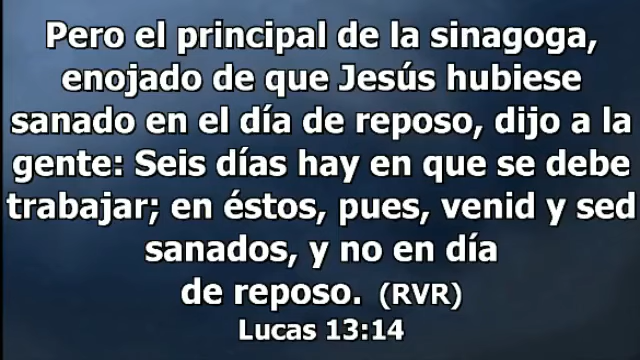 Pero el principal de la sinagoga,
enojado de que Jesús hubiese
sanado en el día de reposo, dijo a la
gente: Seis días hay en que se debe
trabajar; en éstos, pues, venid y sed
sanados, y no en día
de reposo. (RVR)
Lucas 13:14